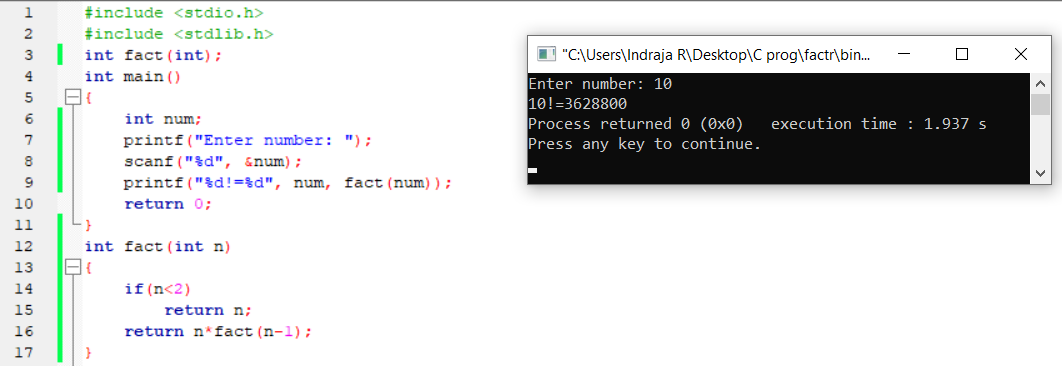 1 #include <stdio.h>
2 #include <stdlib.h>
3 int fact(int);
4 int main()
5 {
6 int num;
7 printf("Enter number: ");
8 scanf("%d", &num);
9 printf("%d!=%d", num, fact(num));
10 return 0;
11 }
12 int fact(int n)
13 {
14 if(n<2)
15 return n;
16 return n*fact(n-1);
17 }
"C:\Users\Indraja R\Desktop\C prog\factr\bin...
Enter number: 10
10!=3628800
Process returned 0 (0x0)   execution time : 1.937 s
Press any key to continue.